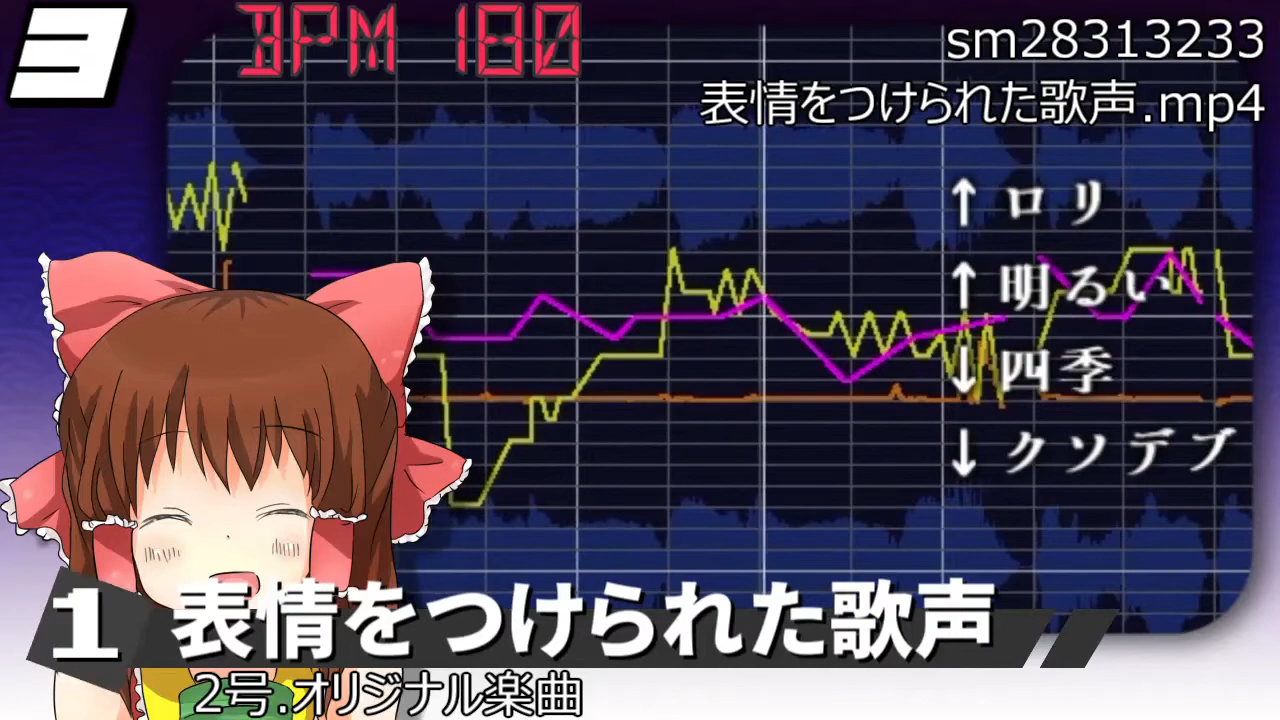 3
BPM 180
sm28313233
表情をつけられた歌声.mp4
↑ロリ
↑明るい
↓四季
↓クソデブ
1 表情をつけられた歌声
2号.オリジナル楽曲